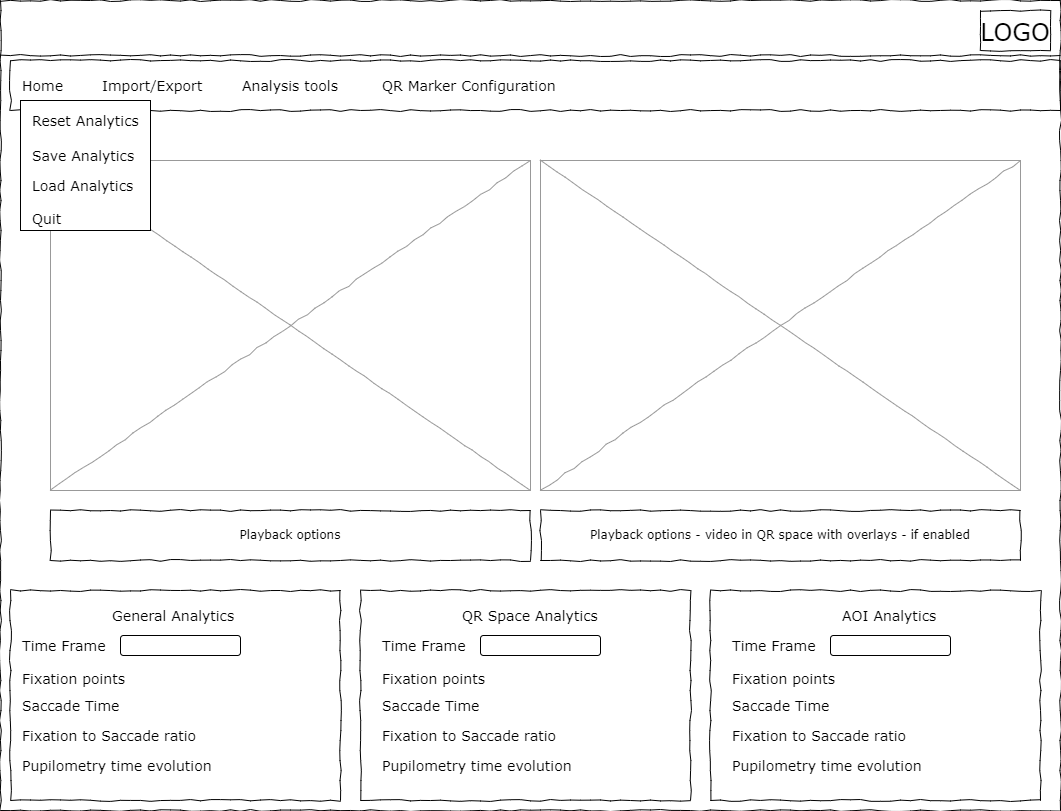 LOGO
Home Import/Export Analysis tools QR Marker Configuration
Reset Analytics
Save Analytics
Load Analytics
Quit
Playback options
Playback options - video in QR space with overlays - if enabled
General Analytics
Time Frame
Fixation points
Saccade Time
Fixation to Saccade ratio
Pupilometry time evolution
QR Space Analytics
Time Frame
Fixation points
Saccade Time
Fixation to Saccade ratio
Pupilometry time evolution
AOI Analytics
Time Frame
Fixation points
Saccade Time
Fixation to Saccade ratio
Pupilometry time evolution